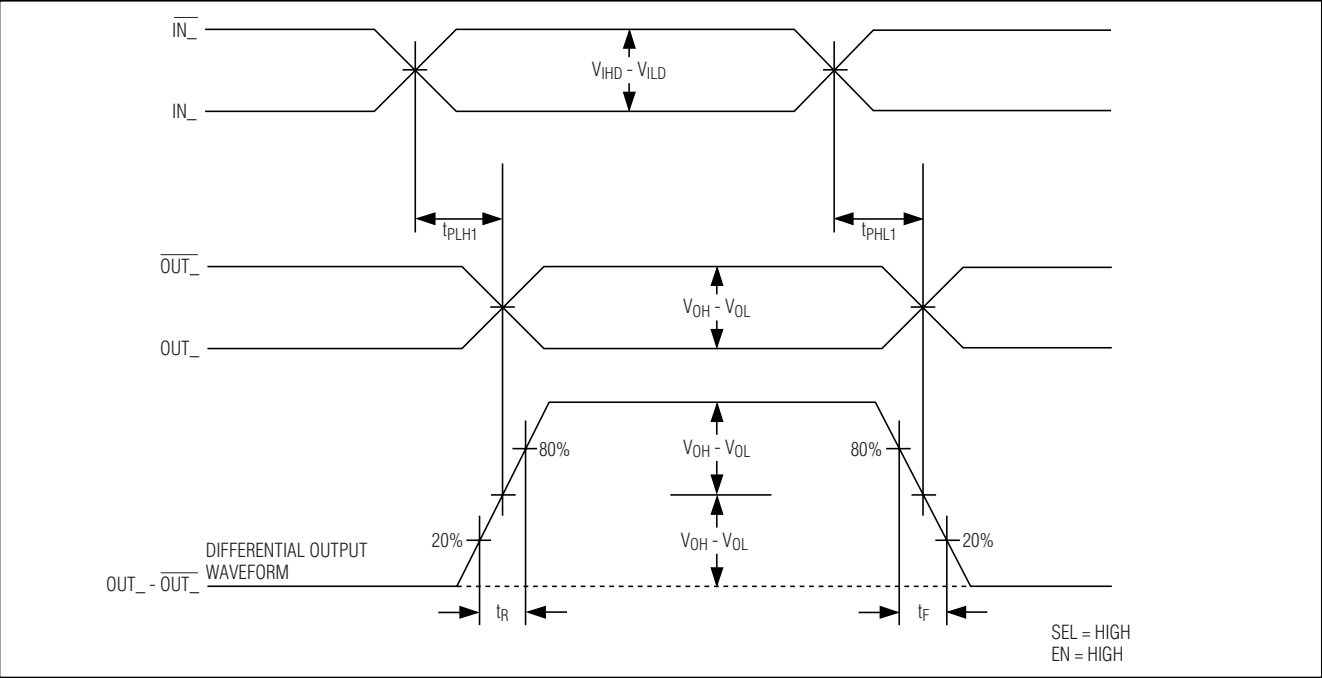 IN_
V_IHD - V_ILD
IN_
t_PLH1
t_PHL1
OUT_
V_OH - V_OL
OUT_
80%
V_OH - V_OL
80%
20%
V_OH - V_OL
20%
DIFFERENTIAL OUTPUT
WAVEFORM
OUT_ - OUT_
t_R
t_F
SEL = HIGH
EN = HIGH